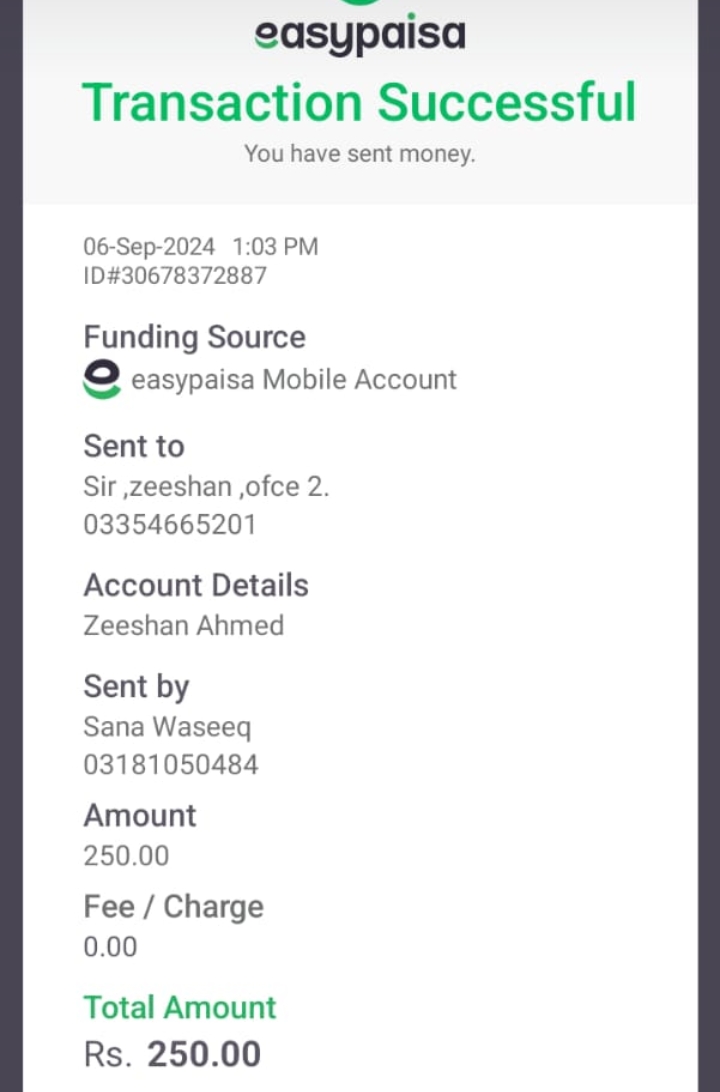 easypaisa
Transaction Successful
You have sent money.
06-Sep-2024 1:03 PM
ID#30678372887
Funding Source
easypaisa Mobile Account
Sent to
Sir ,zeeshan ,ofce 2.
03354665201
Account Details
Zeeshan Ahmed
Sent by
Sana Waseeq
03181050484
Amount
250.00
Fee / Charge
0.00
Total Amount
Rs. 250.00